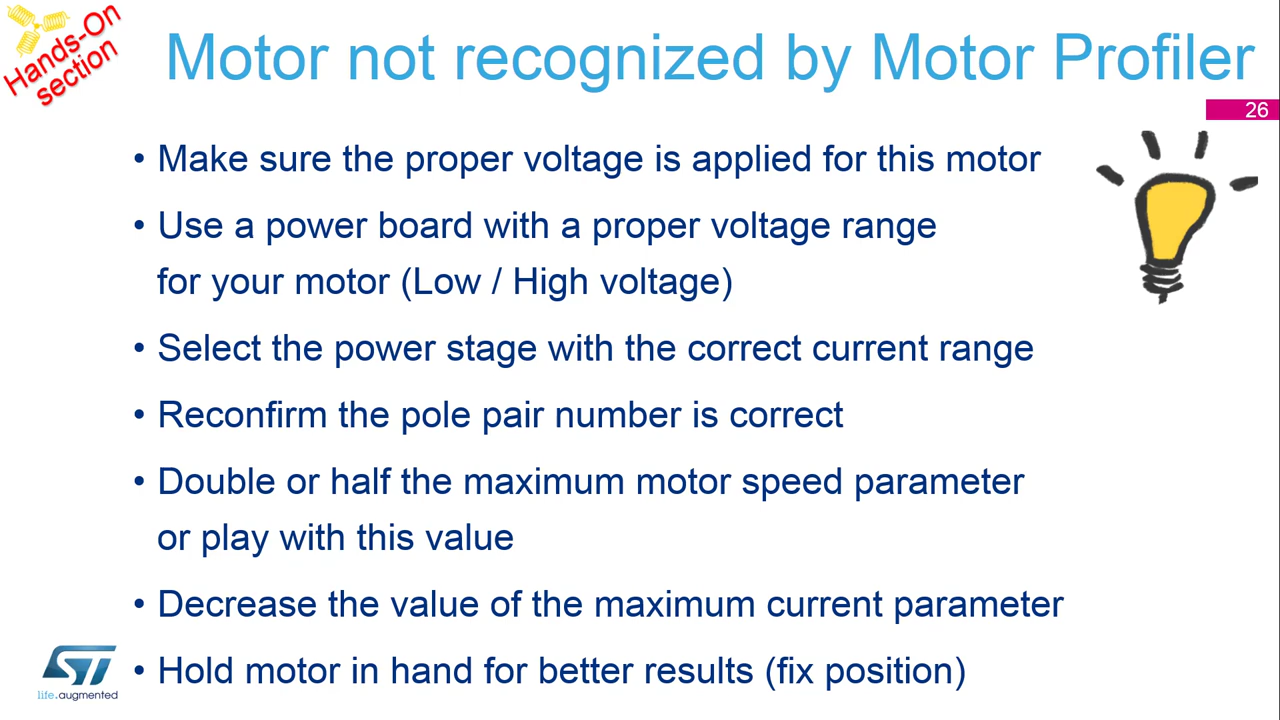 Hands-On
section
Motor not recognized by Motor Profiler
26
• Make sure the proper voltage is applied for this motor
• Use a power board with a proper voltage range
for your motor (Low / High voltage)
• Select the power stage with the correct current range
• Reconfirm the pole pair number is correct
• Double or half the maximum motor speed parameter
or play with this value
• Decrease the value of the maximum current parameter
• Hold motor in hand for better results (fix position)
ST
life.augmented